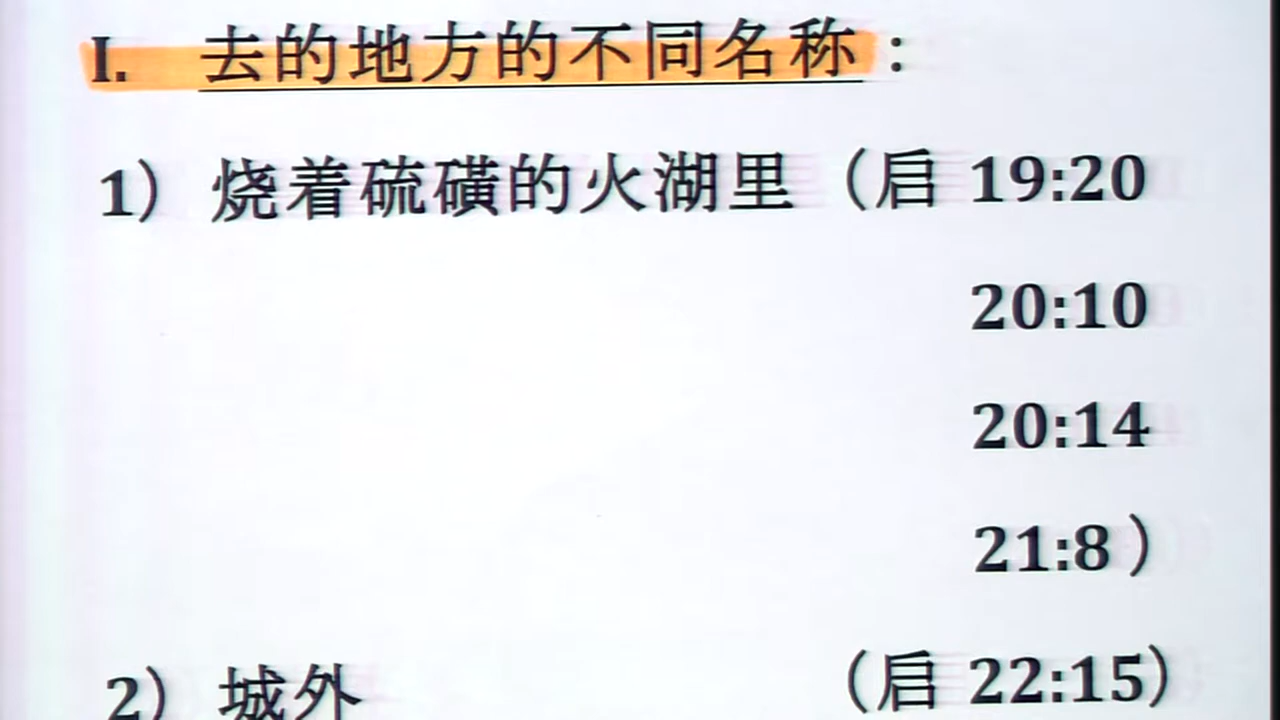 I. 去的地方的不同名称：
1） 烧着硫磺的火湖里（启 19:20
20:10
20:14
21:8 ）
2） 城外 （启 22:15）